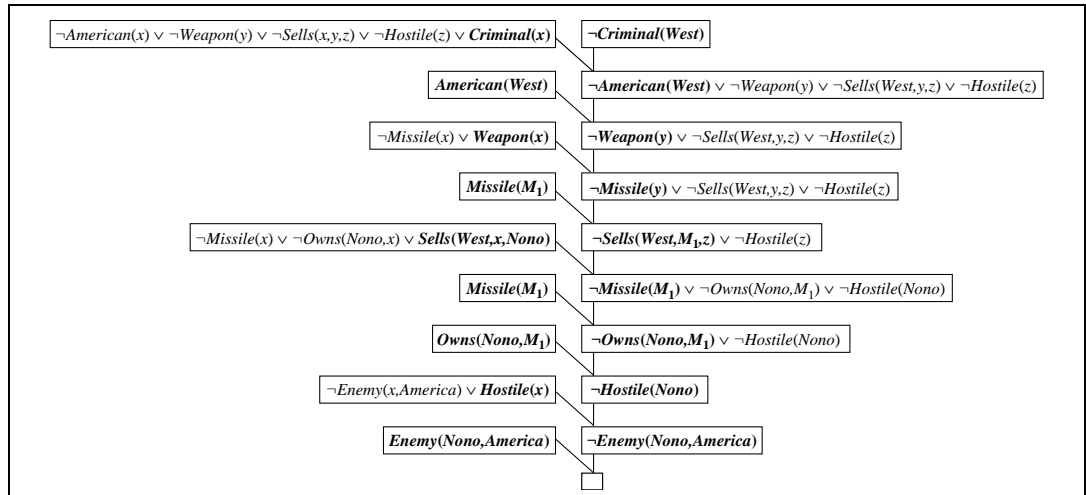 ¬American(x) ∨ ¬Weapon(y) ∨ ¬Sells(x,y,z) ∨ ¬Hostile(z) ∨ Criminal(x) ¬Criminal(West)
American(West) ¬American(West) ∨ ¬Weapon(y) ∨ ¬Sells(West,y,z) ∨ ¬Hostile(z)
¬Missile(x) ∨ Weapon(x) ¬Weapon(y) ∨ ¬Sells(West,y,z) ∨ ¬Hostile(z)
Missile(M₁) ¬Missile(y) ∨ ¬Sells(West,y,z) ∨ ¬Hostile(z)
¬Missile(x) ∨ ¬Owns(Nono,x) ∨ Sells(West,x,Nono) ¬Sells(West,M₁,z) ∨ ¬Hostile(z)
Missile(M₁) ¬Missile(M₁) ∨ ¬Owns(Nono,M₁) ∨ ¬Hostile(Nono)
Owns(Nono,M₁) ¬Owns(Nono,M₁) ∨ ¬Hostile(Nono)
¬Enemy(x,America) ∨ Hostile(x) ¬Hostile(Nono)
Enemy(Nono,America) ¬Enemy(Nono,America)